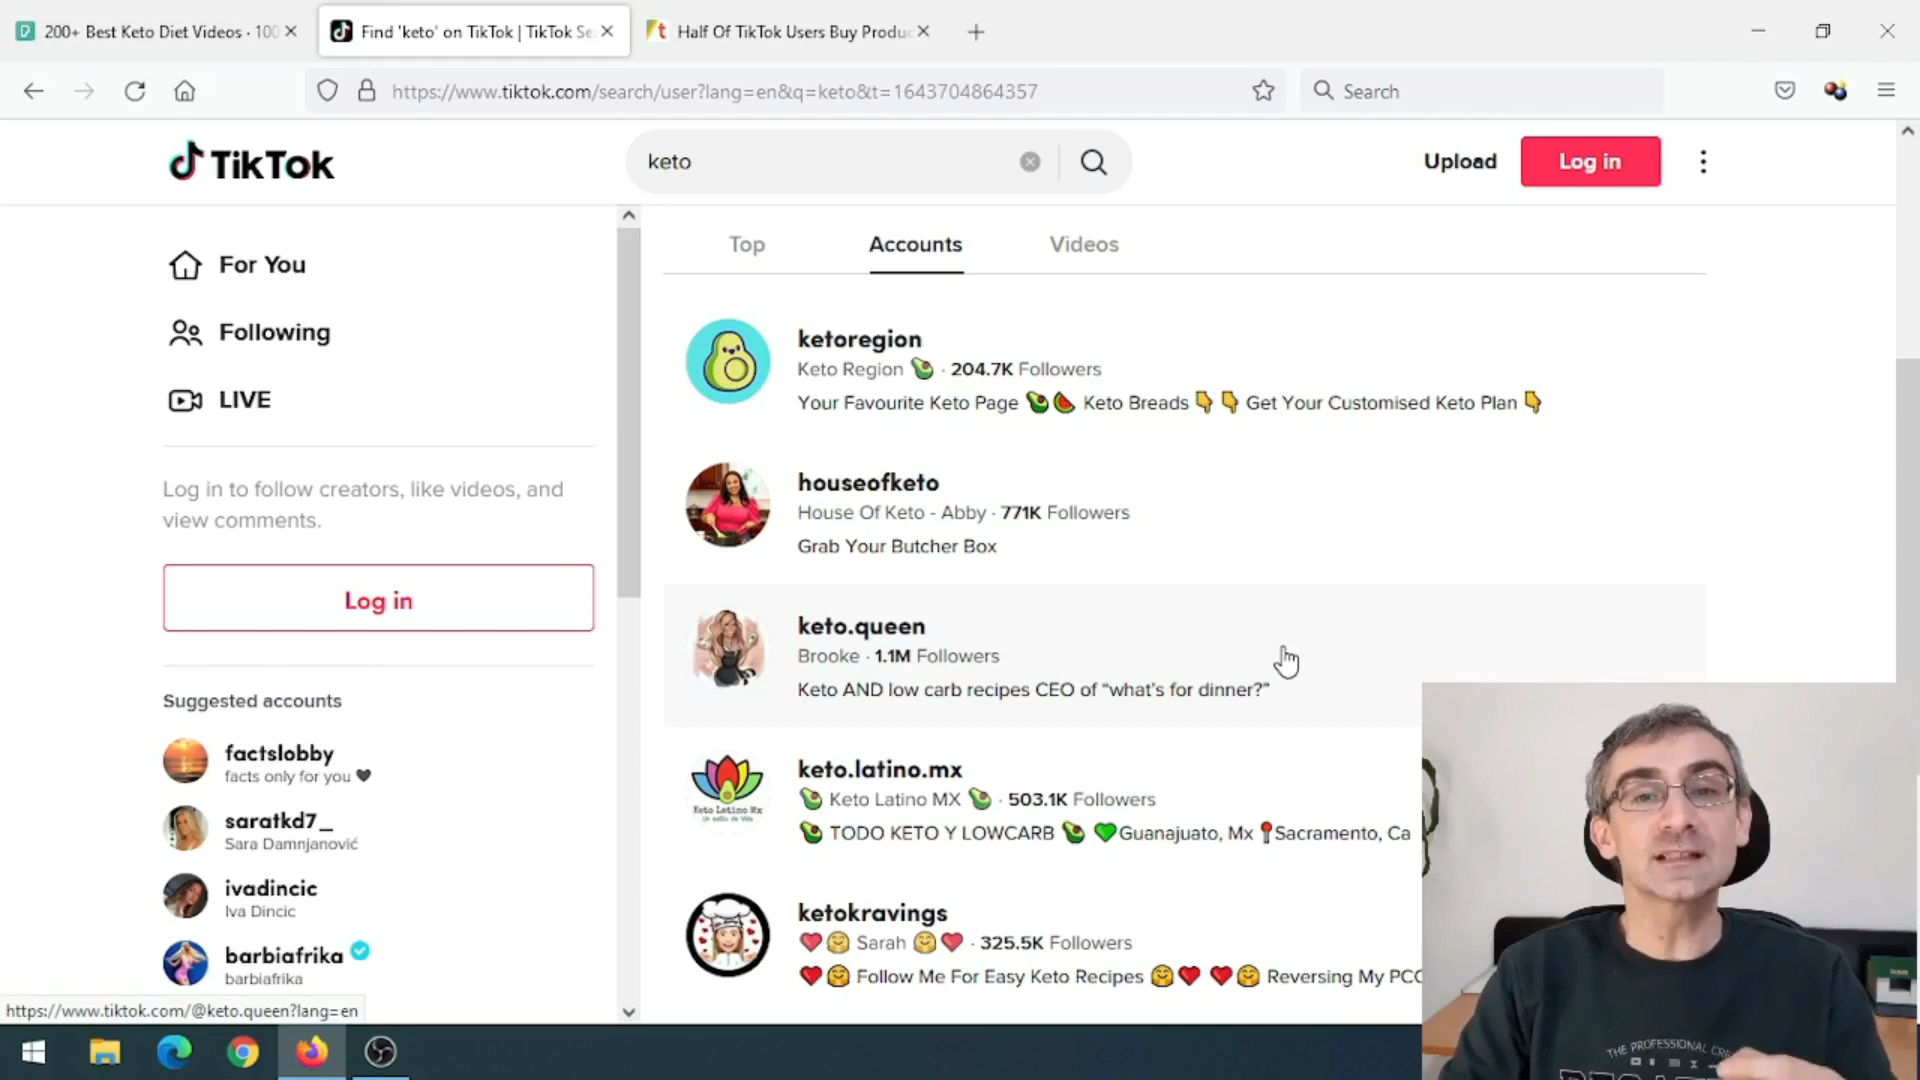 200+ Best Keto Diet Videos · 100
Find 'keto' on TikTok | TikTok Se
Half Of TikTok Users Buy Produc
https://www.tiktok.com/search/user?lang=en&q=keto&t=1643704864357
Search
TikTok
keto
Upload
Log in
For You
Following
LIVE
Log in to follow creators, like videos, and
view comments.
Log in
Suggested accounts
factslobby
facts only for you 🖤
saratkd7_
Sara Damnjanović
ivadincic
Iva Dincic
barbiafrika
barbiafrika
https://www.tiktok.com/@keto.queen?lang=en
Top
Accounts
Videos
ketoregion
Keto Region 🥑 · 204.7K Followers
Your Favourite Keto Page 🥑🍉 Keto Breads👇👇 Get Your Customised Keto Plan 👇
houseofketo
House Of Keto - Abby · 771K Followers
Grab Your Butcher Box
keto.queen
Brooke · 1.1M Followers
Keto AND low carb recipes CEO of “what’s for dinner?”
Keto Latino Mx
keto.latino.mx
🥑 Keto Latino MX 🥑 · 503.1K Followers
🥑 TODO KETO Y LOWCARB 🥑 💚Guanajuato, Mx 📍Sacramento, Ca
ketokravings
❤️🤗 Sarah 🤗❤️ · 325.5K Followers
❤️🤗 Follow Me For Easy Keto Recipes 🤗❤️ ❤️🤗 Reversing My PCO
THE PROFESSIONAL